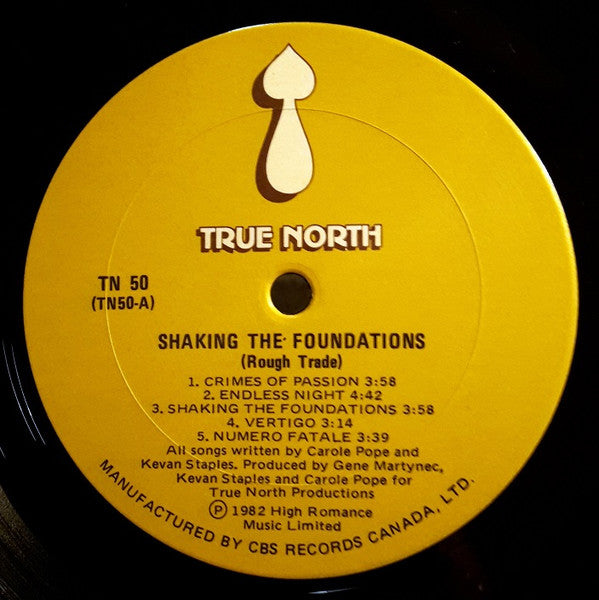 TRUE NORTH
TN 50
(TN50-A)
SHAKING THE FOUNDATIONS
(Rough Trade)
1. CRIMES OF PASSION 3:58
2. ENDLESS NIGHT 4:42
3. SHAKING THE FOUNDATIONS 3:58
4. VERTIGO 3:14
5. NUMERO FATALE 3:39
All songs written by Carole Pope and
Kevan Staples. Produced by Gene Martynec,
Kevan Staples and Carole Pope for
True North Productions
℗ 1982 High Romance
Music Limited
MANUFACTURED BY CBS RECORDS CANADA, LTD.